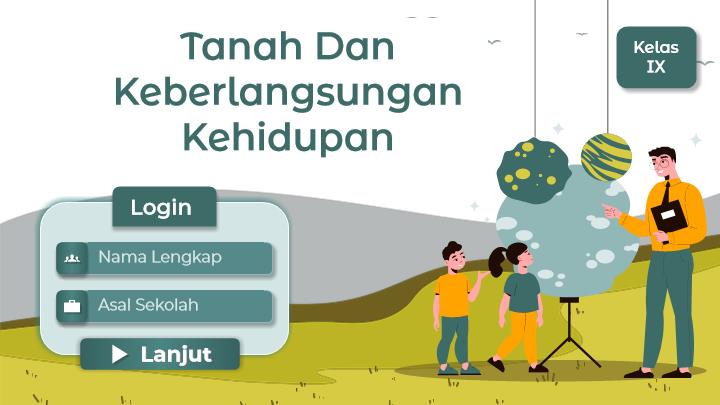 Tanah Dan
Keberlangsungan
Kehidupan
Kelas
IX
Login
Nama Lengkap
Asal Sekolah
Lanjut